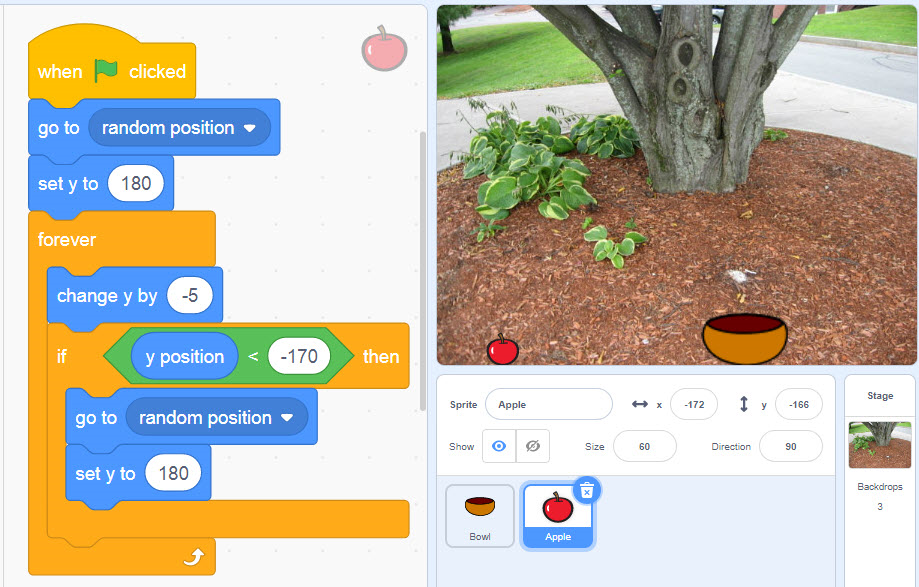 when clicked
go to random position
set y to 180
forever
change y by -5
if y position < -170 then
go to random position
set y to 180
Sprite Apple x -172 y -166
Show Size 60 Direction 90
Bowl
Apple
Stage
Backdrops
3